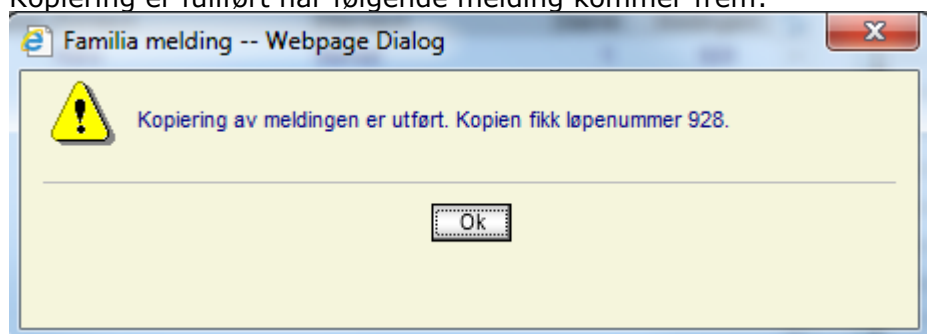 Kopiering er fullført når følgende melding kommer frem:
Familia melding -- Webpage Dialog
Kopiering av meldingen er utført. Kopien fikk løpenummer 928.
Ok